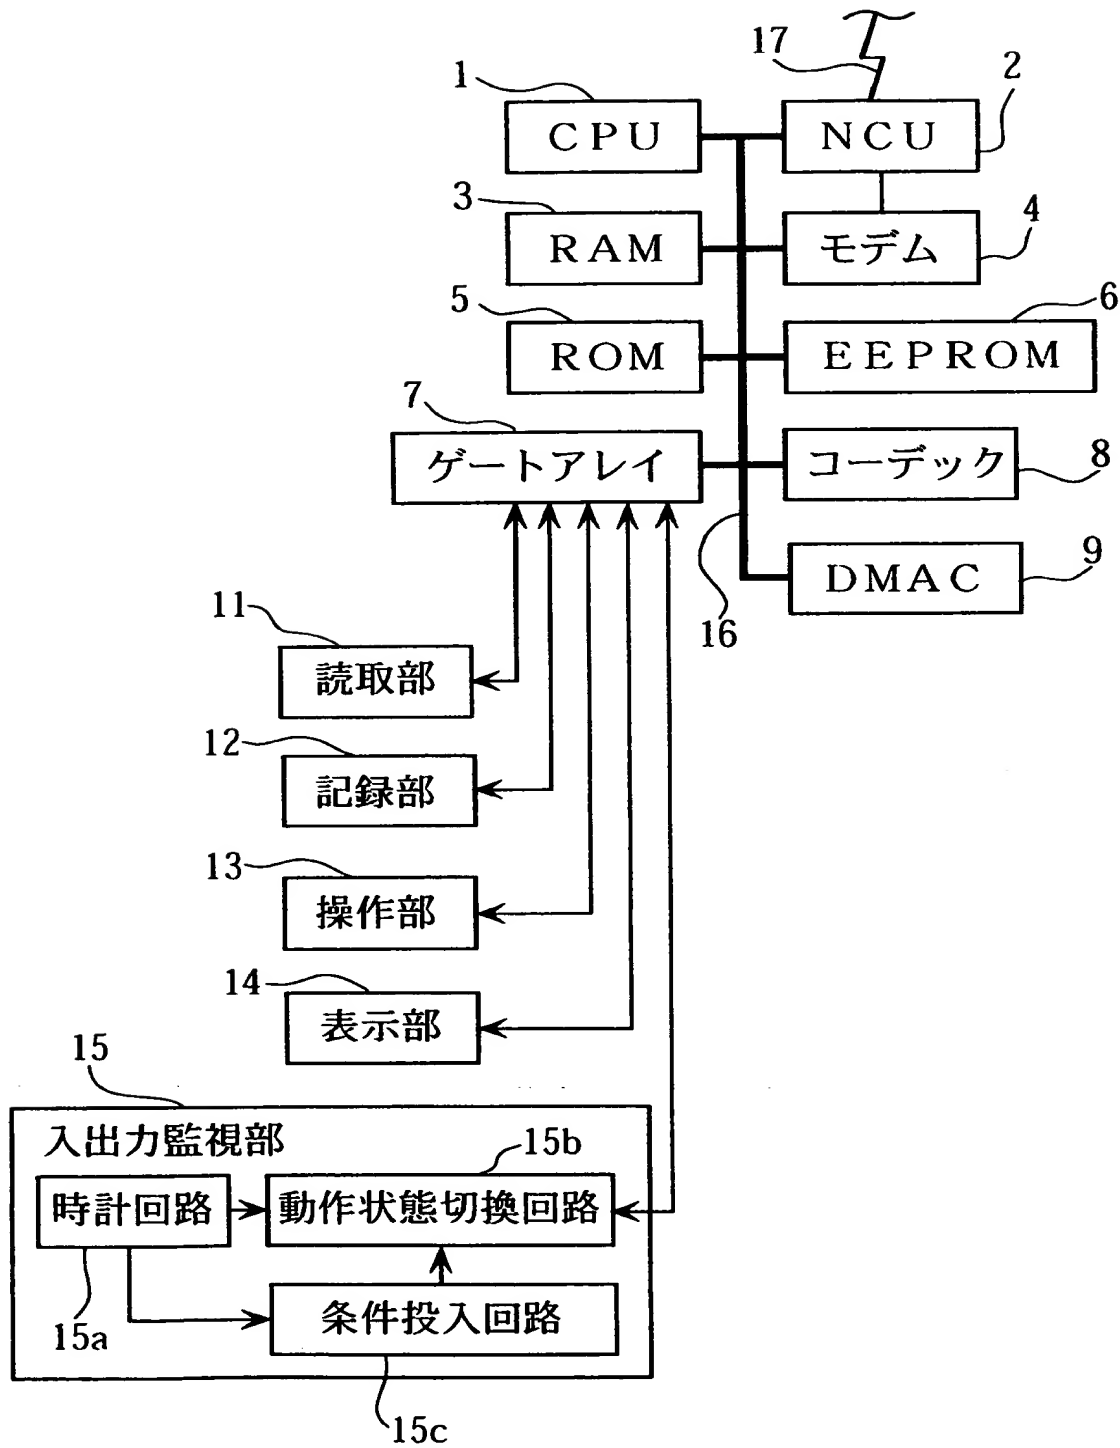 17
1
2
CPU
NCU
3
4
RAM
モデム
5
6
ROM
EEPROM
7
ゲートアレイ
コーデック
8
16
DMAC
9
11
読取部
12
記録部
13
操作部
14
表示部
15
入出力監視部
15b
時計回路
動作状態切換回路
15a
条件投入回路
15c